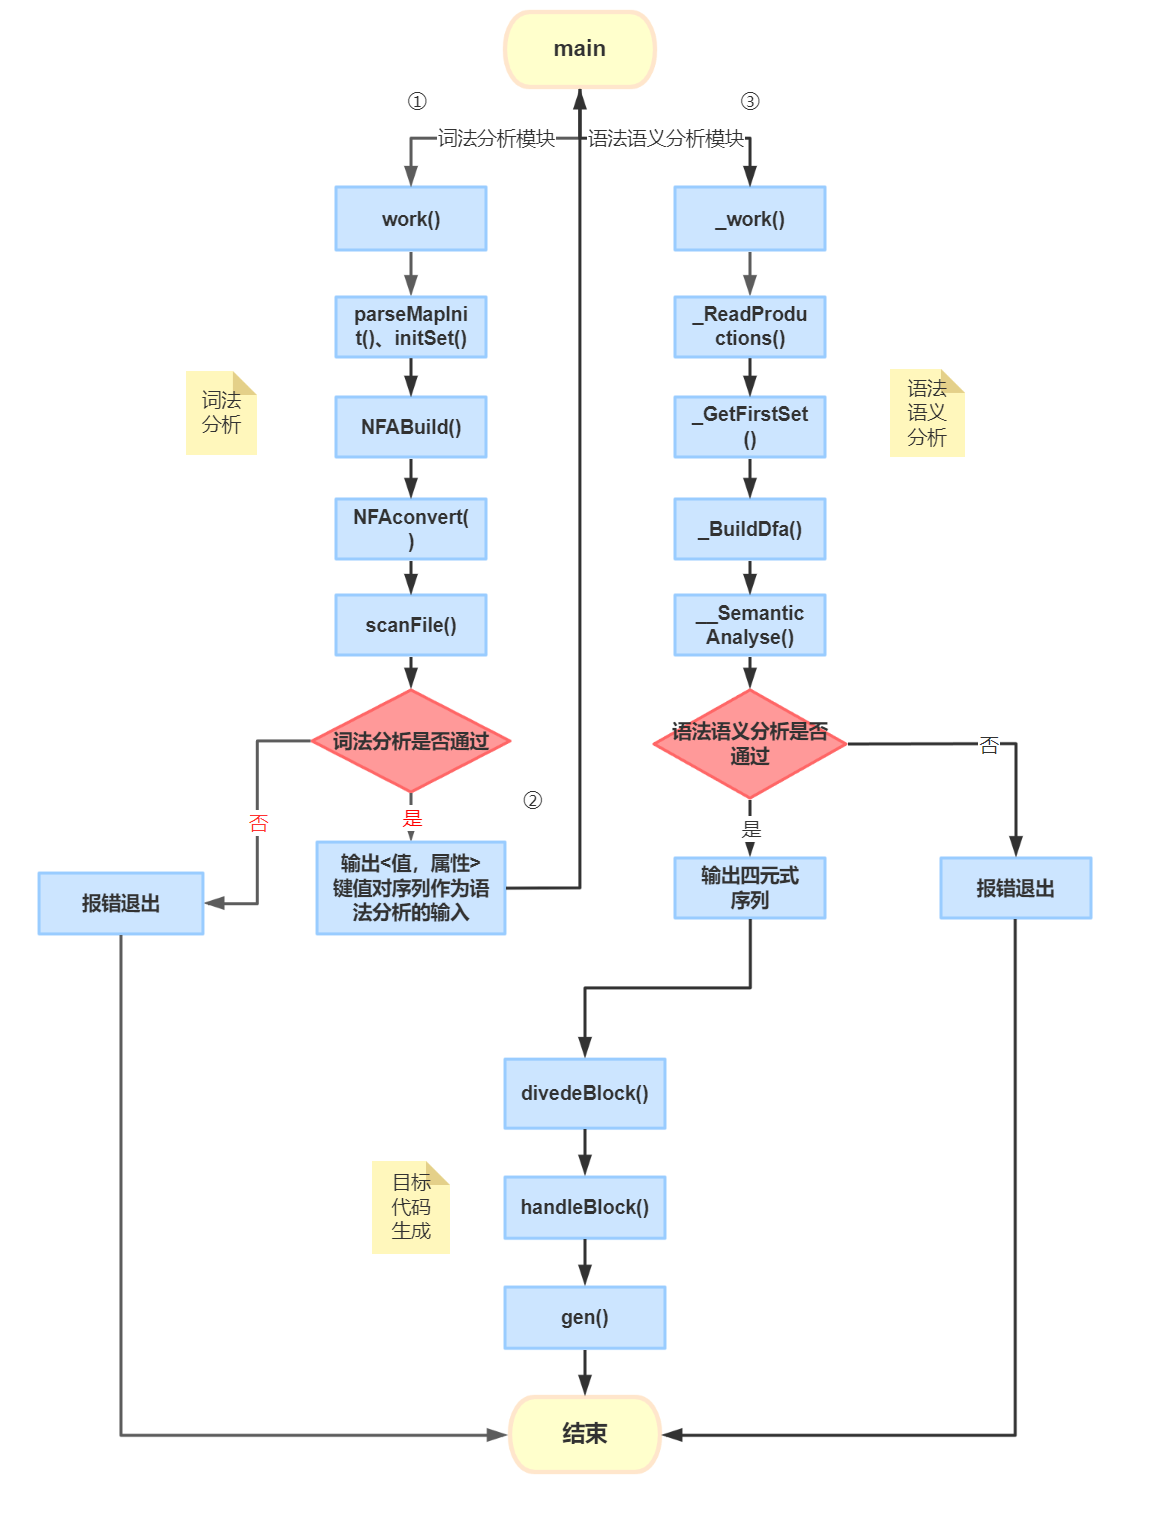 main
①
③
词法分析模块
语法语义分析模块
work()
_work()
parseMapIni
t()、initSet()
_ReadProdu
ctions()
词法
分析
NFABuild()
_GetFirstSet
()
语法
语义
分析
NFAconvert(
)
_BuildDfa()
scanFile()
__Semantic
Analyse()
词法分析是否通过
语法语义分析是否
通过
否
②
否
是
是
输出<值，属性>
键值对序列作为语
法分析的输入
报错退出
输出四元式
序列
报错退出
divedeBlock()
目标
代码
生成
handleBlock()
gen()
结束